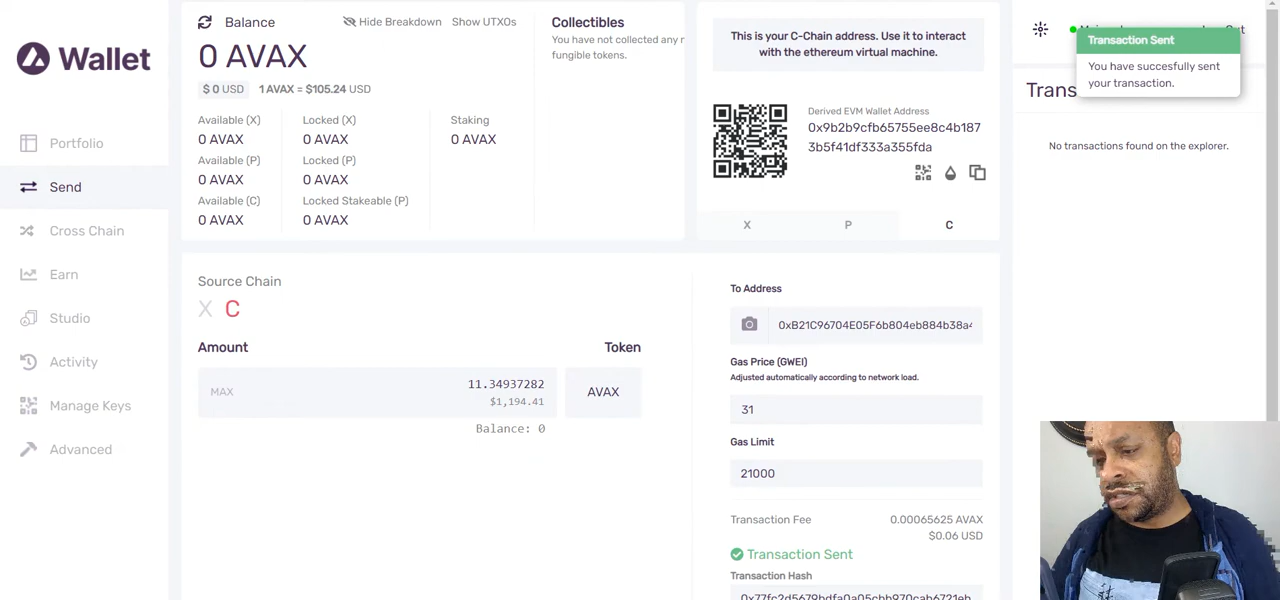 Wallet
Portfolio
Send
Cross Chain
Earn
Studio
Activity
Manage Keys
Advanced
Balance
Hide Breakdown
Show UTXOs
0 AVAX
$ 0 USD
1 AVAX = $105.24 USD
Available (X)
0 AVAX
Available (P)
0 AVAX
Available (C)
0 AVAX
Locked (X)
0 AVAX
Locked (P)
0 AVAX
Locked Stakeable (P)
0 AVAX
Staking
0 AVAX
Collectibles
You have not collected any
fungible tokens.
This is your C-Chain address. Use it to interact
with the ethereum virtual machine.
Derived EVM Wallet Address
0x9b2b9cfb65755ee8c4b187
3b5f41df333a355fda
X
P
C
Source Chain
X C
Amount
Token
MAX
11.34937282
$1,194.41
AVAX
Balance: 0
To Address
0xB21C96704E05F6b804eb884b38a4
Gas Price (GWEI)
Adjusted automatically according to network load.
31
Gas Limit
21000
Transaction Fee
0.00065625 AVAX
$0.06 USD
Transaction Sent
Transaction Hash
0x77fc2d5679bdfa0a05cbb970cab6721eb
Transaction Sent
You have succesfully sent
your transaction.
No transactions found on the explorer.